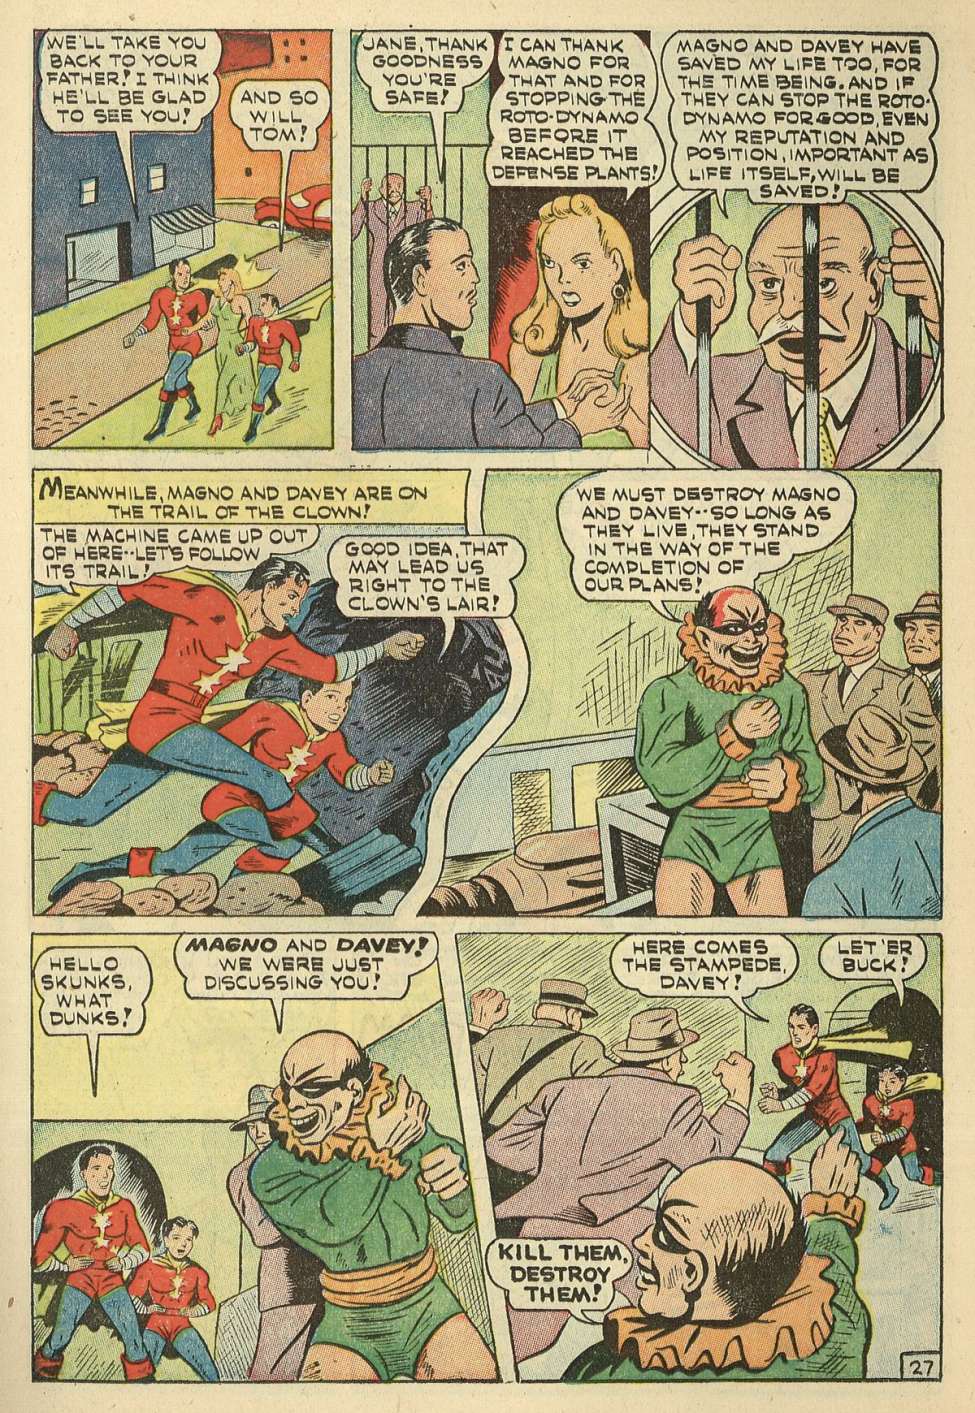 WE'LL TAKE YOU
BACK TO YOUR
FATHER! I THINK
HE'LL BE GLAD
TO SEE YOU!
AND SO
WILL
TOM!
JANE, THANK
GOODNESS
YOU'RE
SAFE!
I CAN THANK
MAGNO FOR
THAT AND FOR
STOPPING THE
ROTO-DYNAMO
BEFORE IT
REACHED THE
DEFENSE PLANTS!
MAGNO AND DAVEY HAVE
SAVED MY LIFE TOO, FOR
THE TIME BEING. AND IF
THEY CAN STOP THE ROTO-
DYNAMO FOR GOOD, EVEN
MY REPUTATION AND
POSITION, IMPORTANT AS
LIFE ITSELF, WILL BE
SAVED!
MEANWHILE, MAGNO AND DAVEY ARE ON
THE TRAIL OF THE CLOWN!
THE MACHINE CAME UP OUT
OF HERE--LET'S FOLLOW
ITS TRAIL!
GOOD IDEA, THAT
MAY LEAD US
RIGHT TO THE
CLOWN'S LAIR!
WE MUST DESTROY MAGNO
AND DAVEY--SO LONG AS
THEY LIVE, THEY STAND
IN THE WAY OF THE
COMPLETION OF
OUR PLANS!
HELLO
SKUNKS,
WHAT
DUNKS!
MAGNO AND DAVEY!
WE WERE JUST
DISCUSSING YOU!
HERE COMES
THE STAMPEDE,
DAVEY!
LET 'ER
BUCK!
KILL THEM,
DESTROY
THEM!
27